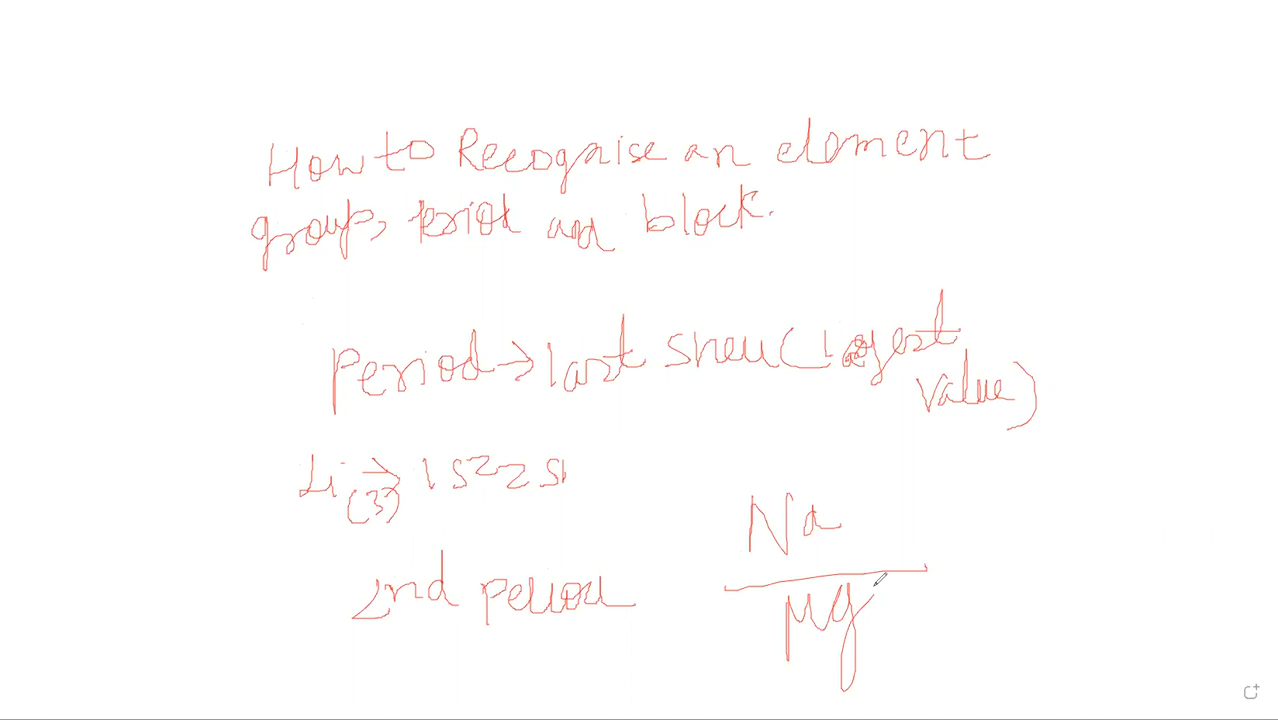 How to Recognise an element
group, period and block.
Period → last shell (largest
value)
Li → 1s² 2s¹
(3)
2nd period
Na
Mg